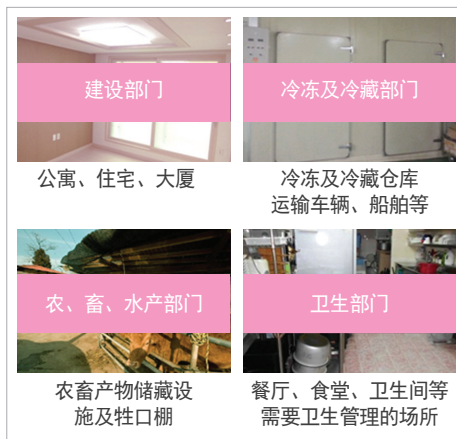 建设部门
公寓、住宅、大厦
冷冻及冷藏部门
冷冻及冷藏仓库
运输车辆、船舶等
农、畜、水产部门
农畜产物储藏设
施及牲口棚
卫生部门
餐厅、食堂、卫生间等
需要卫生管理的场所